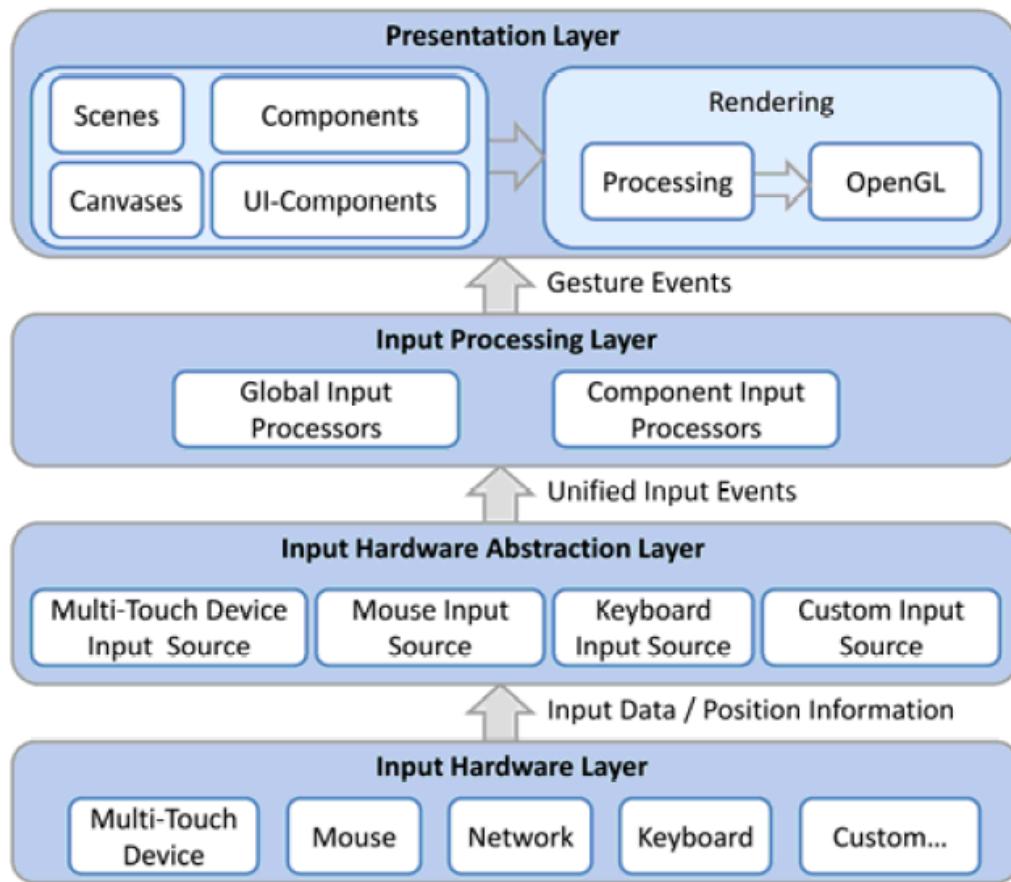 Presentation Layer
Scenes
Components
Canvases
UI-Components
Rendering
Processing
OpenGL
Gesture Events
Input Processing Layer
Global Input
Processors
Component Input
Processors
Unified Input Events
Input Hardware Abstraction Layer
Multi-Touch Device
Input Source
Mouse Input
Source
Keyboard
Input Source
Custom Input
Source
Input Data / Position Information
Input Hardware Layer
Multi-Touch
Device
Mouse
Network
Keyboard
Custom...